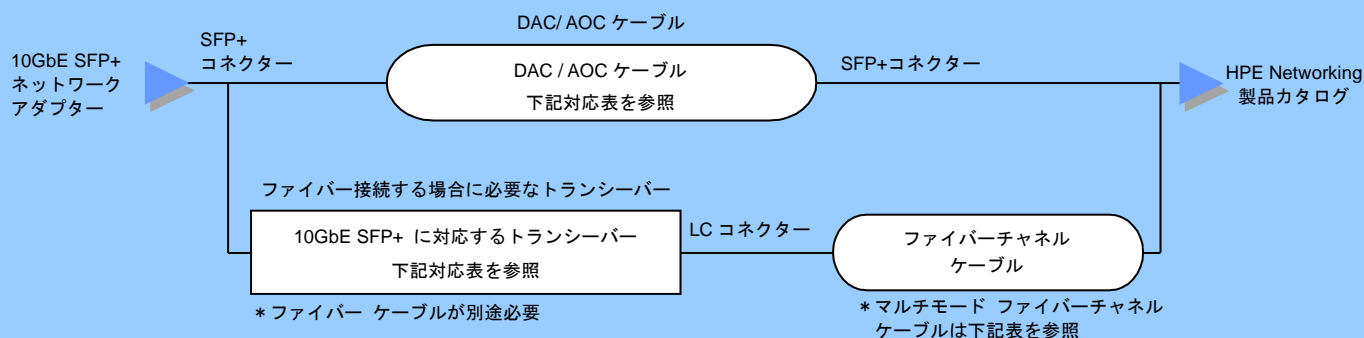 DAC/ AOC ケーブル
10GbE SFP+
ネットワーク
アダプター
SFP+
コネクター
DAC / AOC ケーブル
下記対応表を参照
SFP+コネクター
HPE Networking
製品カタログ
ファイバー接続する場合に必要なトランシーバー
10GbE SFP+ に対応するトランシーバー
下記対応表を参照
LC コネクター
ファイバーチャネル
ケーブル
*ファイバー ケーブルが別途必要
*マルチモード ファイバーチャネル
ケーブルは下記表を参照